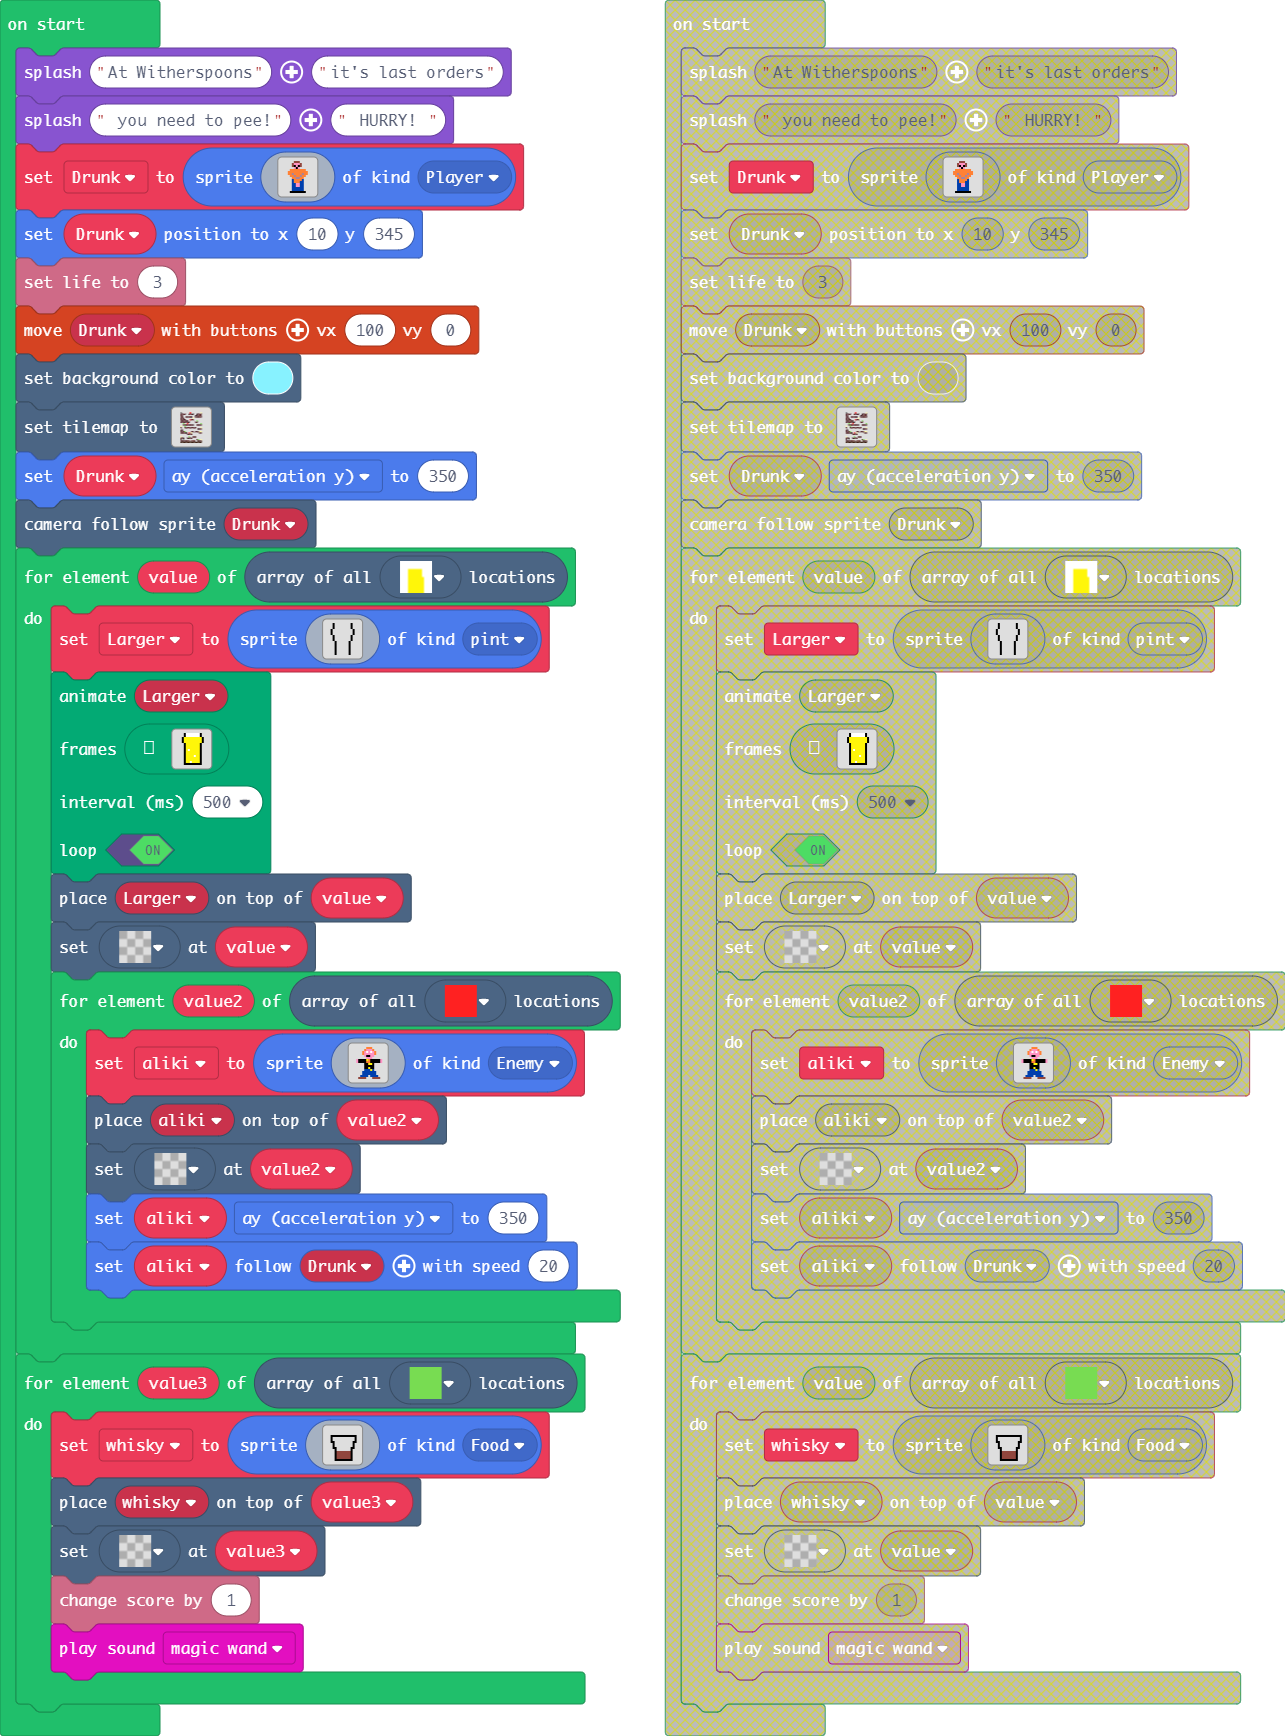 on start
splash "At Witherspoons" "it's last orders"
splash " you need to pee!" " HURRY! "
set Drunk to sprite of kind Player
set Drunk position to x 10 y 345
set life to 3
move Drunk with buttons vx 100 vy 0
set background color to
set tilemap to
set Drunk ay (acceleration y) to 350
camera follow sprite Drunk
for element value of array of all locations
do
set Larger to sprite of kind pint
animate Larger
frames
interval (ms) 500
loop ON
place Larger on top of value
set at value
for element value2 of array of all locations
do
set aliki to sprite of kind Enemy
place aliki on top of value2
set at value2
set aliki ay (acceleration y) to 350
set aliki follow Drunk with speed 20
for element value3 of array of all locations
do
set whisky to sprite of kind Food
place whisky on top of value3
set at value3
change score by 1
play sound magic wand
on start
splash "At Witherspoons" "it's last orders"
splash " you need to pee!" " HURRY! "
set Drunk to sprite of kind Player
set Drunk position to x 10 y 345
set life to 3
move Drunk with buttons vx 100 vy 0
set background color to
set tilemap to
set Drunk ay (acceleration y) to 350
camera follow sprite Drunk
for element value of array of all locations
do
set Larger to sprite of kind pint
animate Larger
frames
interval (ms) 500
loop ON
place Larger on top of value
set at value
for element value2 of array of all locations
do
set aliki to sprite of kind Enemy
place aliki on top of value2
set at value2
set aliki ay (acceleration y) to 350
set aliki follow Drunk with speed 20
for element value of array of all locations
do
set whisky to sprite of kind Food
place whisky on top of value
set at value
change score by 1
play sound magic wand